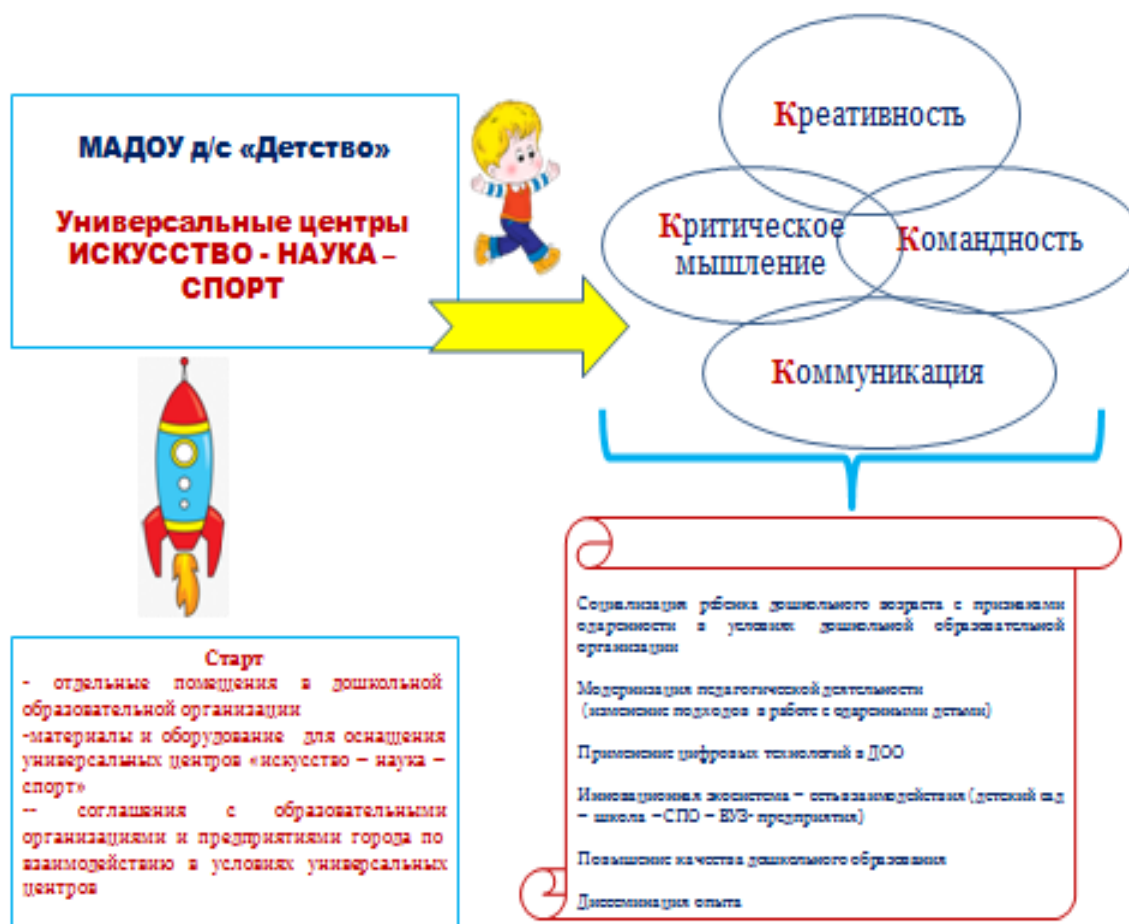 МАДОУ д/с «Детство»
Универсальные центры
ИСКУССТВО - НАУКА –
СПОРТ
Креативность
Критическое
мышление
Командность
Коммуникация
Старт
- отдельные помещения в дошкольной
образовательной организации
-материалы и оборудование для оснащения
универсальных центров «искусство – наука –
спорт»
-- соглашения с образовательными
организациями и предприятиями города по
взаимодействию в условиях универсальных
центров
Социализация ребенка дошкольного возраста с признаками
одаренности в условиях дошкольной образовательной
организации
Модернизация педагогической деятельности
(изменение подходов в работе с одаренными детьми)
Применение цифровых технологий в ДОО
Инновационная экосистема – сеть взаимодействия (детский сад
– школа – СПО – ВУЗ- предприятия)
Повышение качества дошкольного образования
Диссеминация опыта